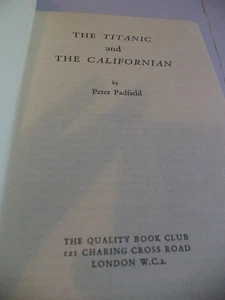 THE TITANIC
and
THE CALIFORNIAN
by
Peter Padfield
THE QUALITY BOOK CLUB
121 CHARING CROSS ROAD
LONDON W.C.2.